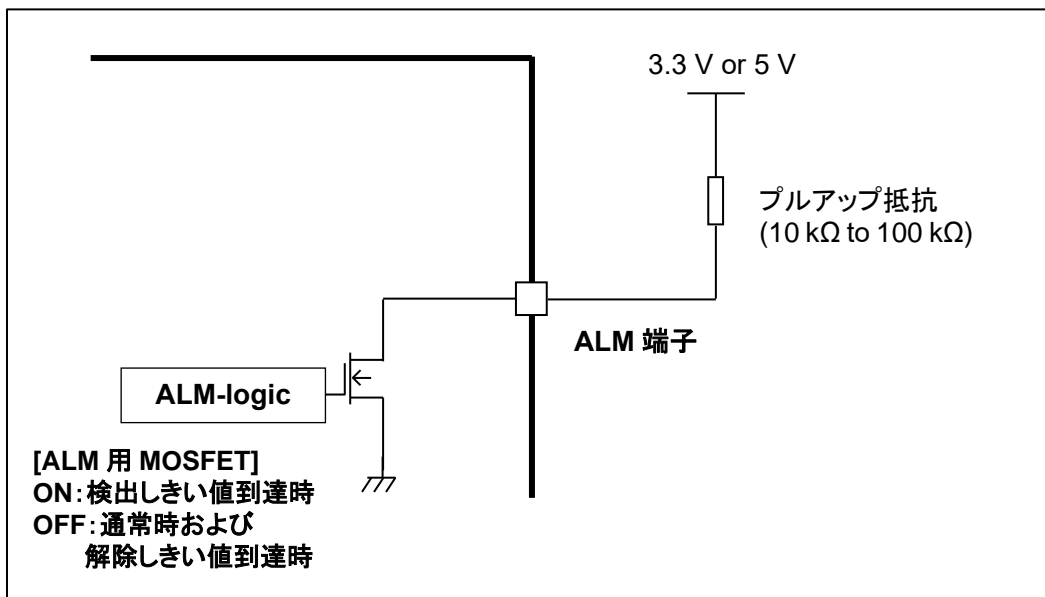 3.3 V or 5 V
プルアップ抵抗
(10 kΩ to 100 kΩ)
ALM 端子
ALM-logic
[ALM 用 MOSFET]
ON:検出しきい値到達時
OFF:通常時および
解除しきい値到達時